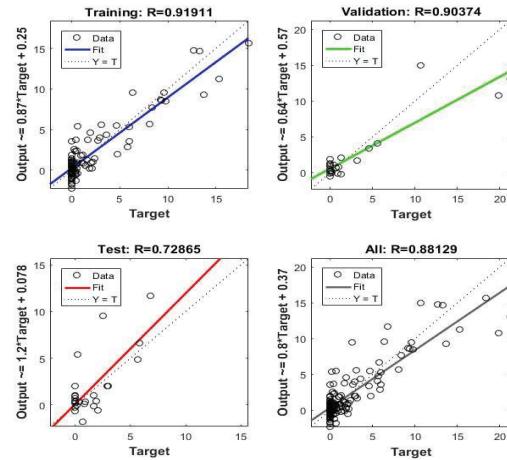 Training: R=0.91911
Output ~= 0.87*Target + 0.25
15
10
5
0
Data
Fit
Y = T
0
5
10
15
Target
Validation: R=0.90374
Output ~= 0.64*Target + 0.57
15
10
5
0
Data
Fit
Y = T
0
5
10
15
20
Target
Test: R=0.72865
Output ~= 1.2*Target + 0.078
15
10
5
0
Data
Fit
Y = T
0
5
10
15
Target
All: R=0.88129
Output ~= 0.8*Target + 0.37
15
10
5
0
Data
Fit
Y = T
0
5
10
15
20
Target